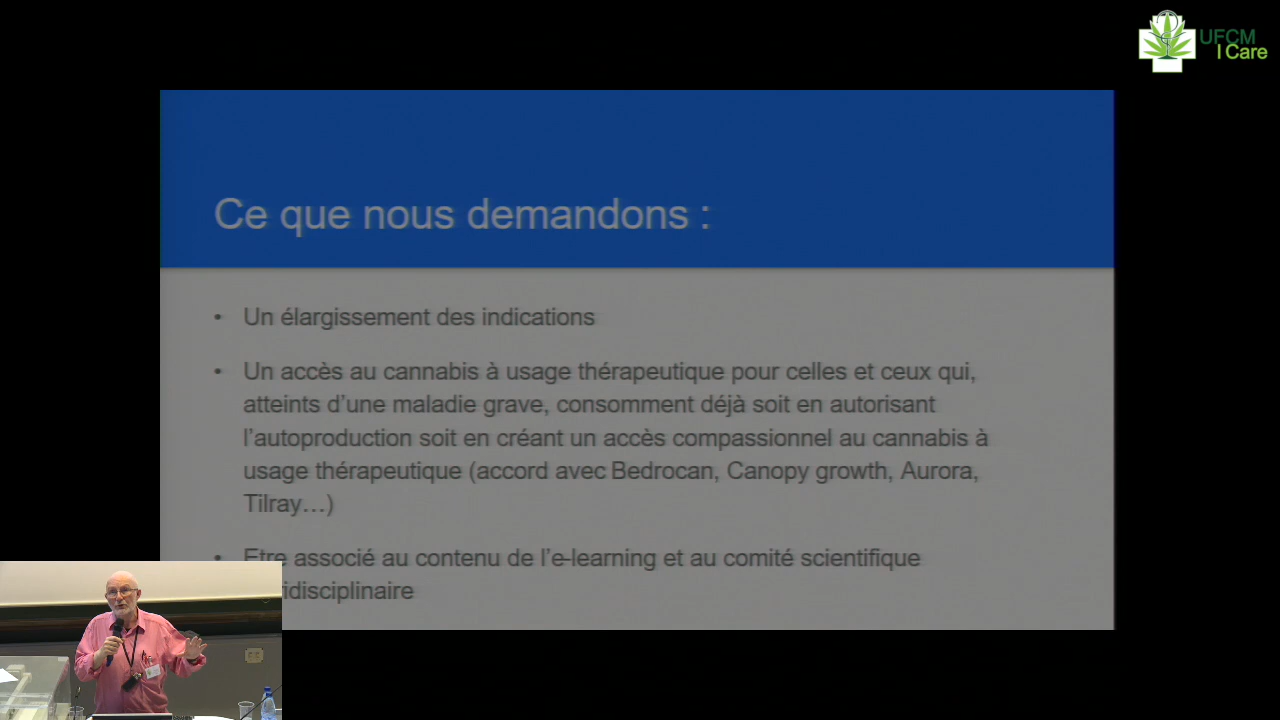 UFCM
I Care
Ce que nous demandons :
• Un élargissement des indications
• Un accès au cannabis à usage thérapeutique pour celles et ceux qui,
atteints d’une maladie grave, consomment déjà soit en autorisant
l’autoproduction soit en créant un accès compassionnel au cannabis à
usage thérapeutique (accord avec Bedrocan, Canopy growth, Aurora,
Tilray…)
• Etre associé au contenu de l’e-learning et au comité scientifique